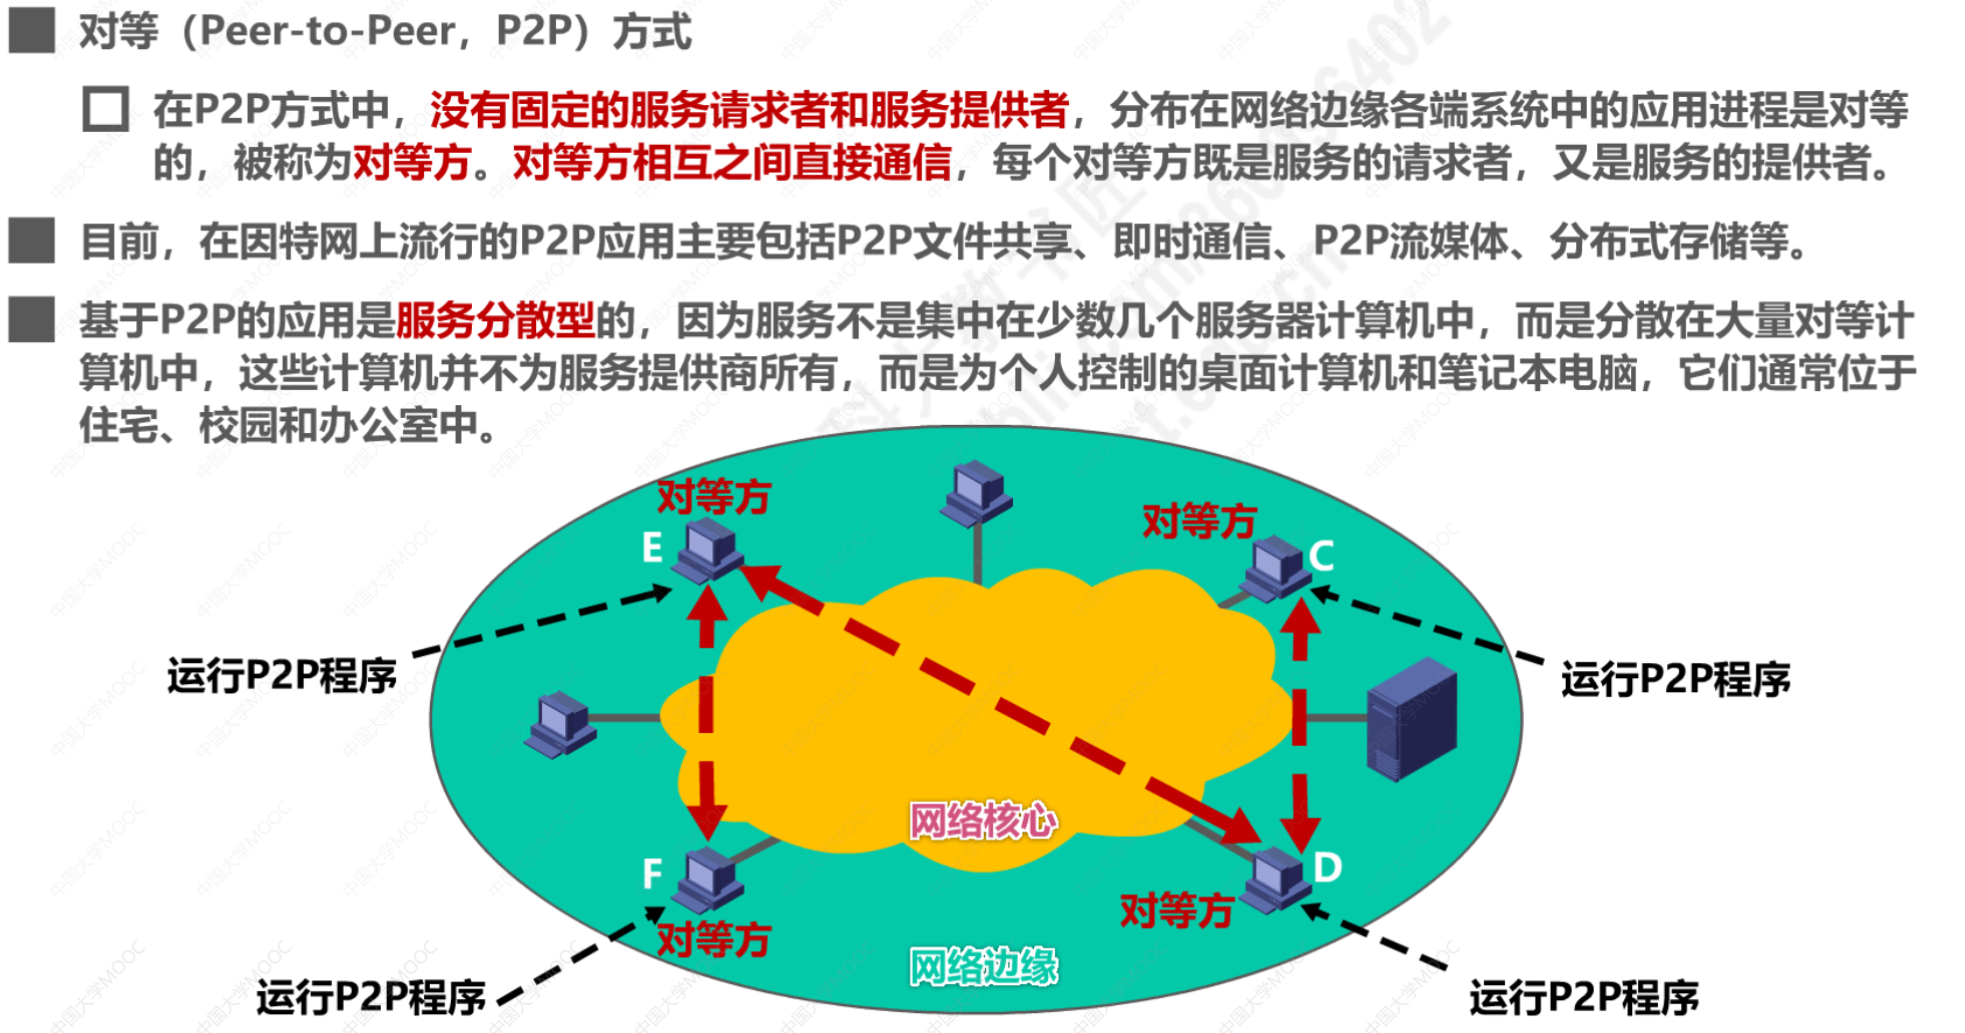 对等（Peer-to-Peer，P2P）方式
在P2P方式中，没有固定的服务请求者和服务提供者，分布在网络边缘各端系统中的应用进程是对等
的，被称为对等方。对等方相互之间直接通信，每个对等方既是服务的请求者，又是服务的提供者。
目前，在因特网上流行的P2P应用主要包括P2P文件共享、即时通信、P2P流媒体、分布式存储等。
基于P2P的应用是服务分散型的，因为服务不是集中在少数几个服务器计算机中，而是分散在大量对等计
算机中，这些计算机并不为服务提供商所有，而是为个人控制的桌面计算机和笔记本电脑，它们通常位于
住宅、校园和办公室中。
对等方
对等方
E
C
运行P2P程序
运行P2P程序
网络核心
F
D
对等方
对等方
网络边缘
运行P2P程序
运行P2P程序
中国大学MOOC